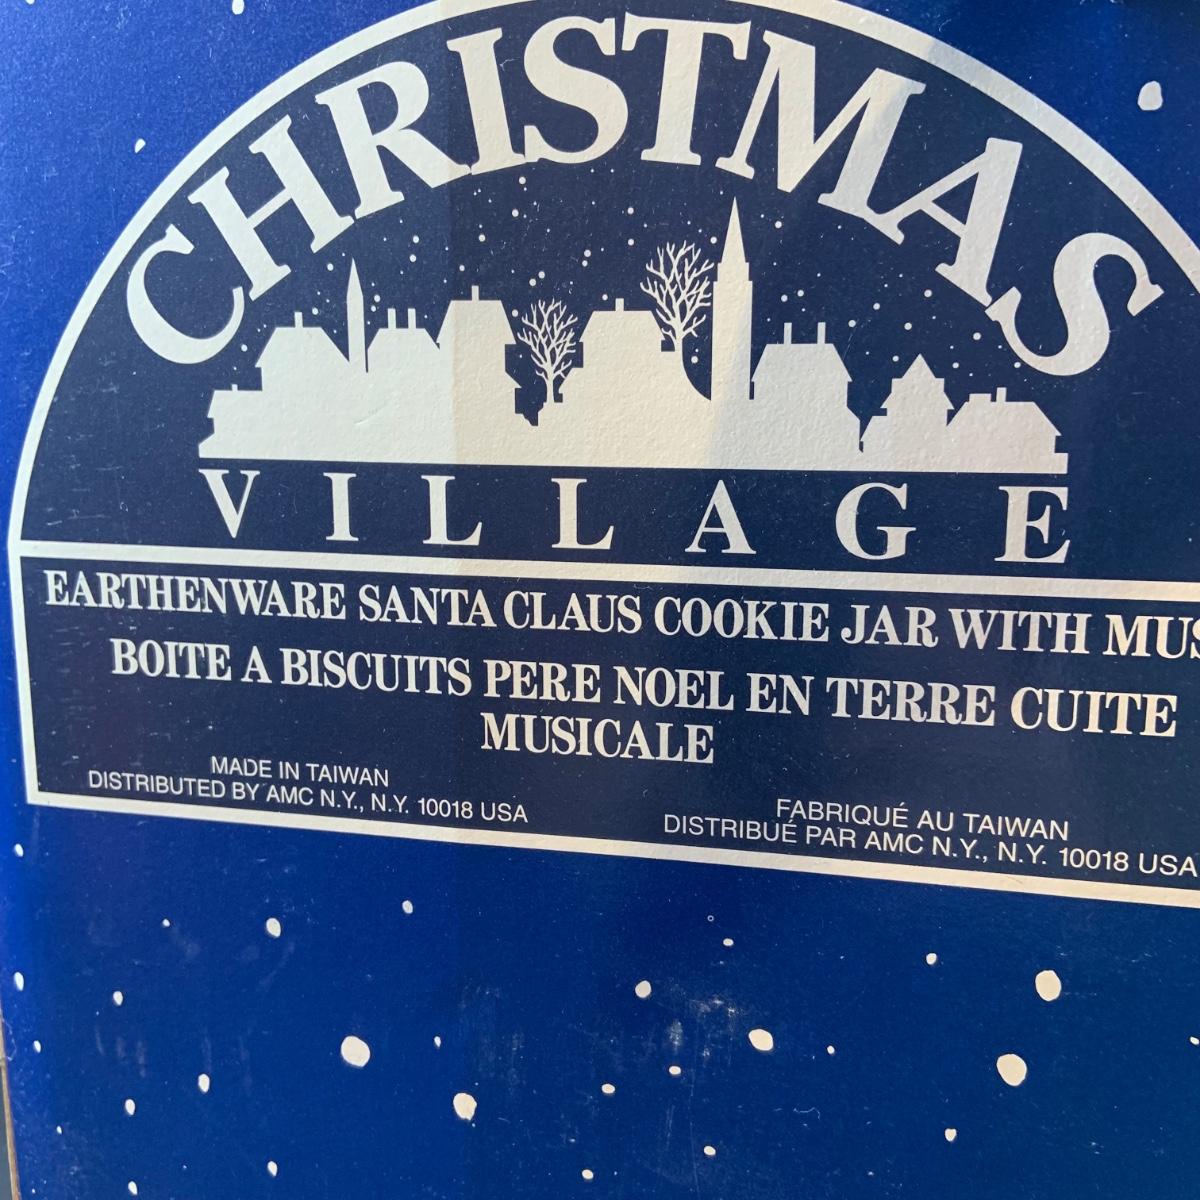 CHRISTMAS
VILLAGE
EARTHENWARE SANTA CLAUS COOKIE JAR WITH
BOITE A BISCUITS PERE NOEL EN TERRE CUITE
MUSICALE
MADE IN TAIWAN
DISTRIBUTED BY AMC N.Y., N.Y. 10018 USA
FABRIQUÉ AU TAIWAN
DISTRIBUÉ PAR AMC N.Y., N.Y. 10018 USA